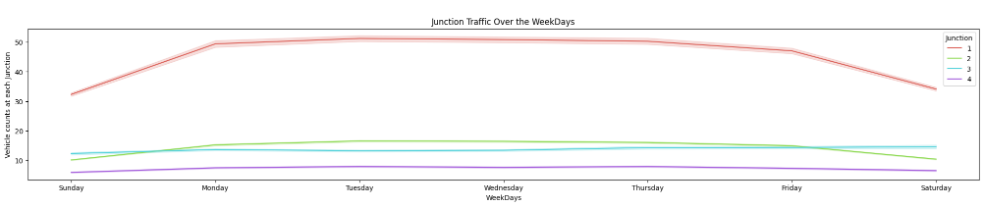 Junction Traffic Over the WeekDays
Vehicle counts at each Junction
50
40
30
20
10
Junction
1
2
3
4
Sunday Monday Tuesday Wednesday Thursday Friday Saturday
WeekDays